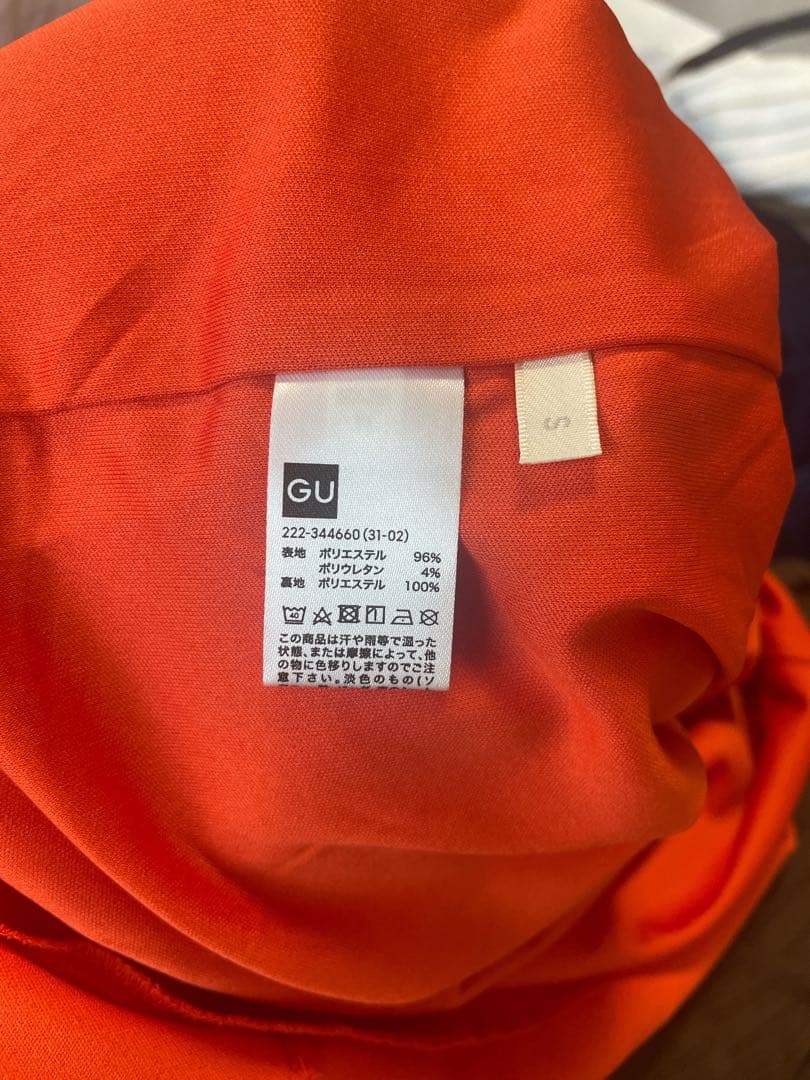 GU
222-344660(31-02)
表地 ポリエステル 96%
ポリウレタン 4%
裏地 ポリエステル 100%
40
1
この商品は汗や雨等で湿った
状態、または摩擦によって、他
の物に色移りしますのでご注
意下さい。淡色のもの(ソ
S